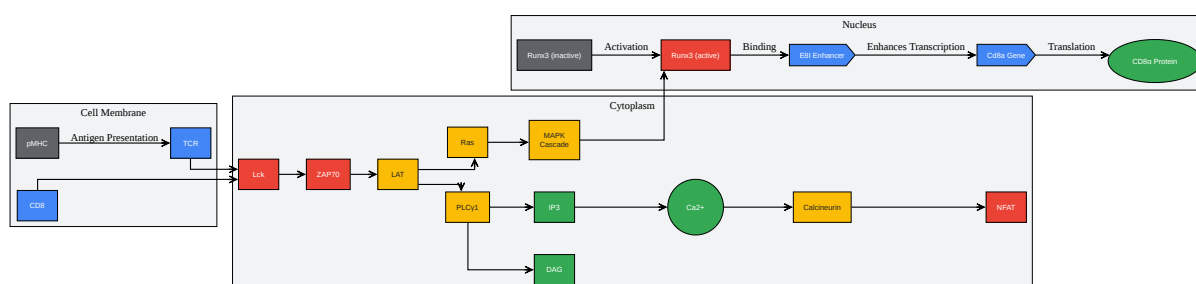 Nucleus
Runx3 (inactive)
Activation
Runx3 (active)
Binding
E8I Enhancer
Enhances Transcription
Cd8a Gene
Translation
CD8α Protein
Cell Membrane
pMHC
Antigen Presentation
TCR
CD8
Cytoplasm
Lck
ZAP70
LAT
Ras
MAPK
Cascade
PLCγ1
IP3
Ca2+
Calcineurin
NFAT
DAG